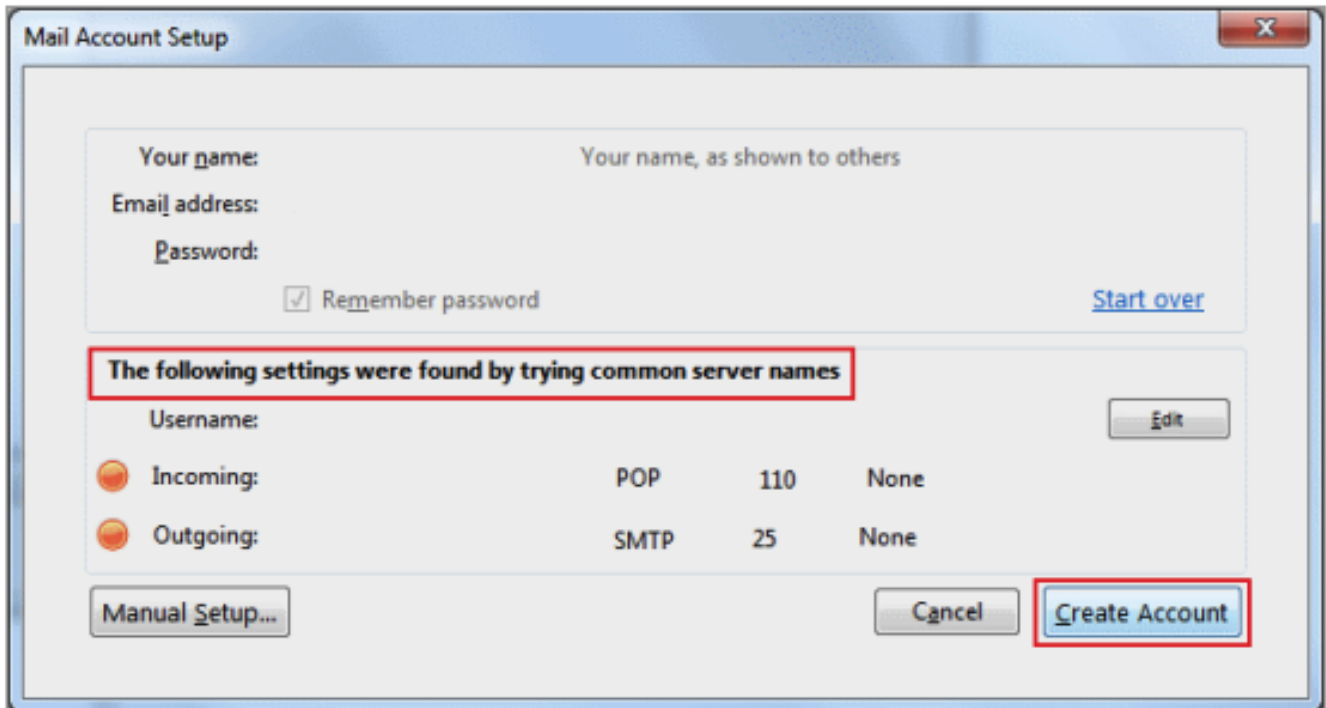 Mail Account Setup
Your name: Your name, as shown to others
Email address:
Password:
Remember password Start over
The following settings were found by trying common server names
Username: Edit
Incoming: POP 110 None
Outgoing: SMTP 25 None
Manual Setup... Cancel Create Account